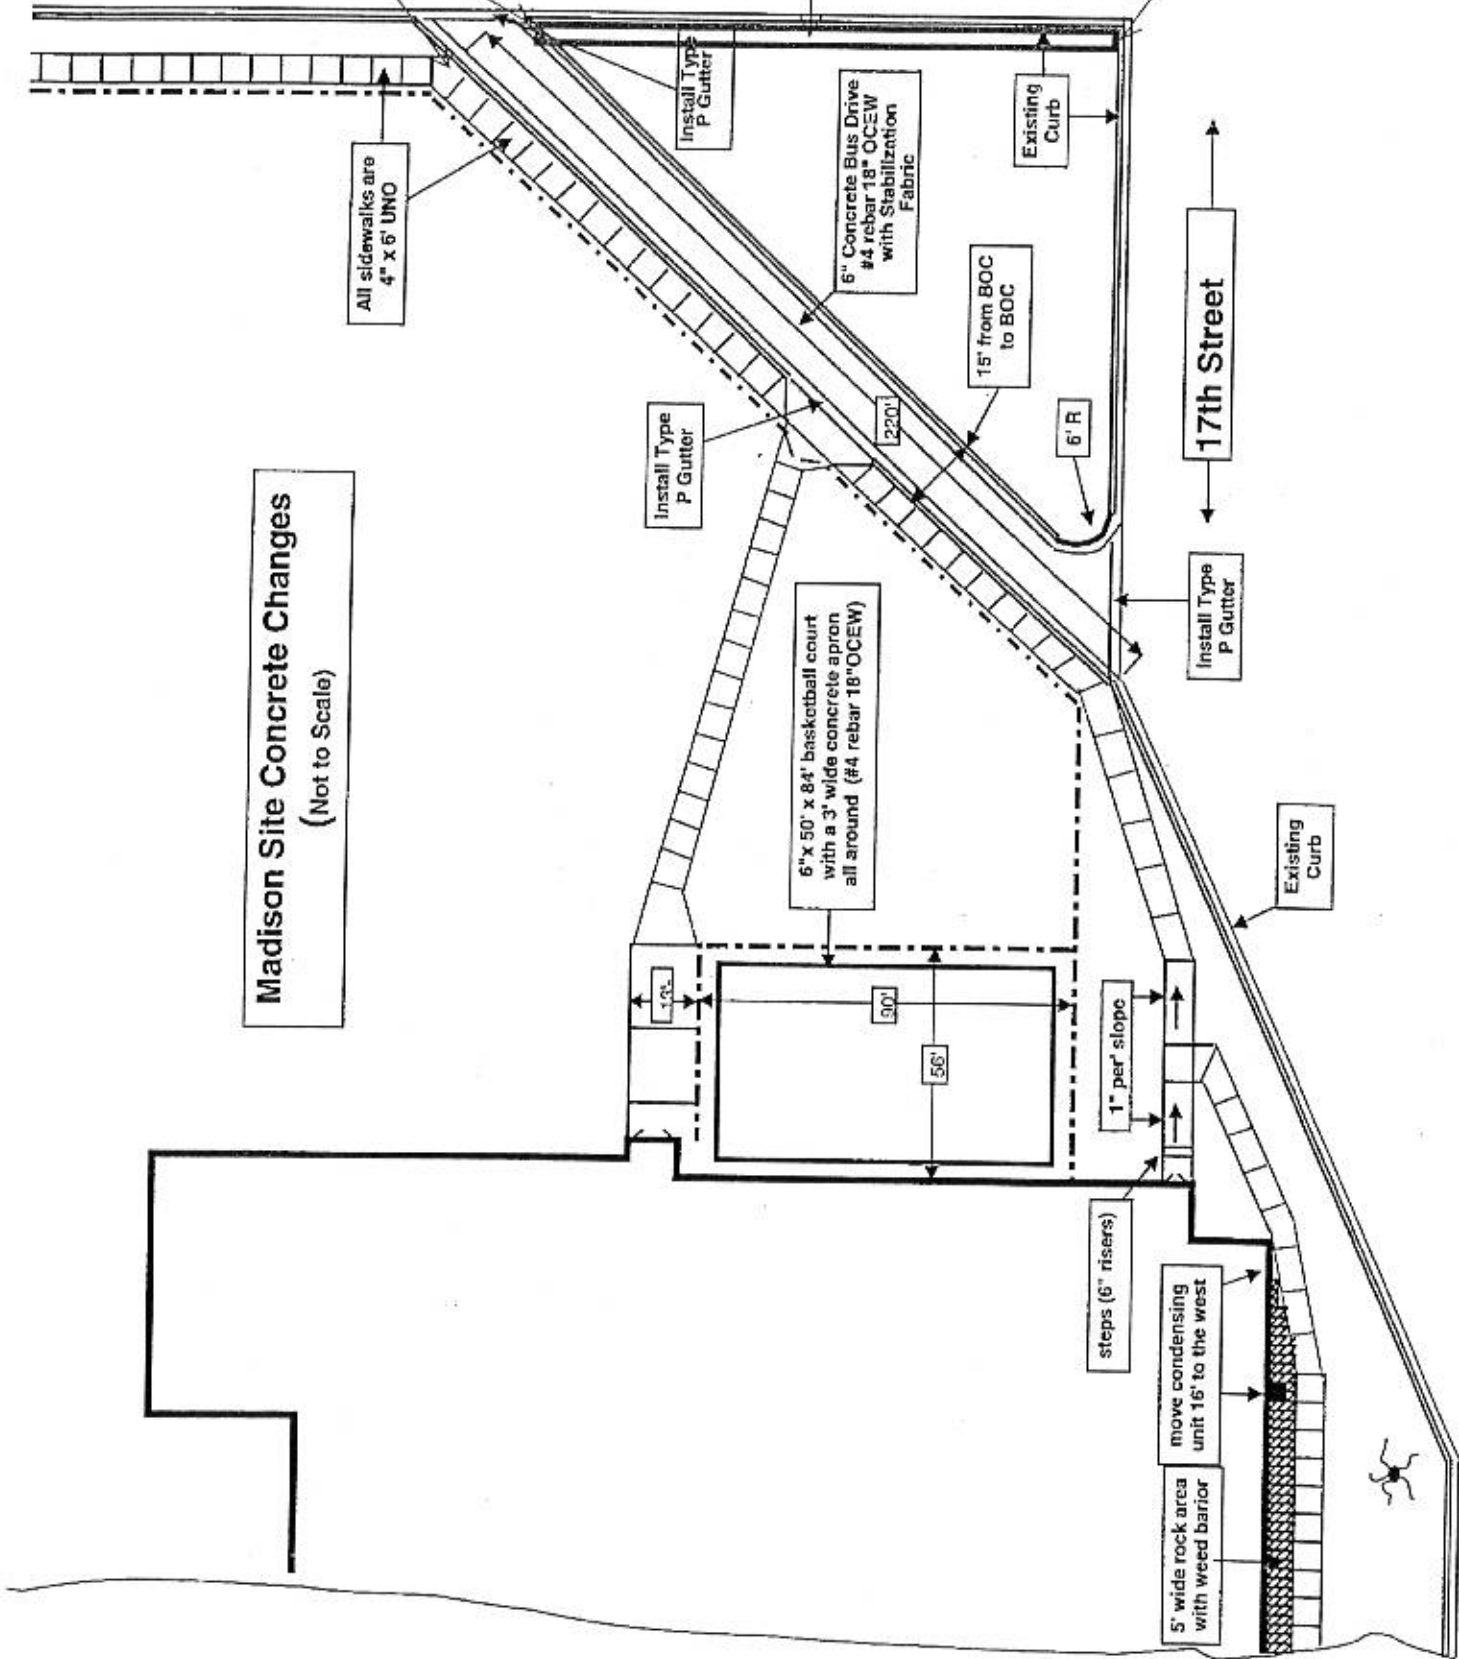 Madison Site Concrete Changes
(Not to Scale)
All sidewalks are
4" x 6' UNO
Install Type
P Gutter
6" Concrete Bus Drive
#4 rebar 18" OCEW
with Stabilization
Fabric
Existing
Curb
Install Type
P Gutter
220'
15' from BOC
to BOC
6' R
17th Street
Install Type
P Gutter
6"x 50' x 84' basketball court
with a 3' wide concrete apron
all around (#4 rebar 18"OCEW)
90'
56'
1" per' slope
Existing
Curb
steps (6" risers)
move condensing
unit 16' to the west
5' wide rock area
with weed barior